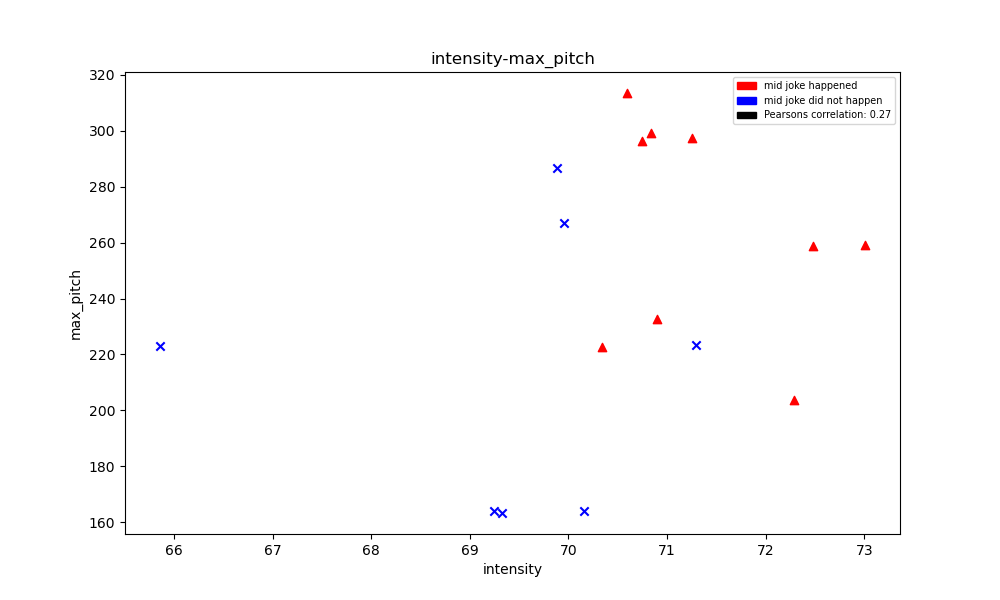 intensity-max_pitch
mid joke happened
mid joke did not happen
Pearsons correlation: 0.27
max_pitch
320
300
280
260
240
220
200
180
160
66 67 68 69 70 71 72 73
intensity